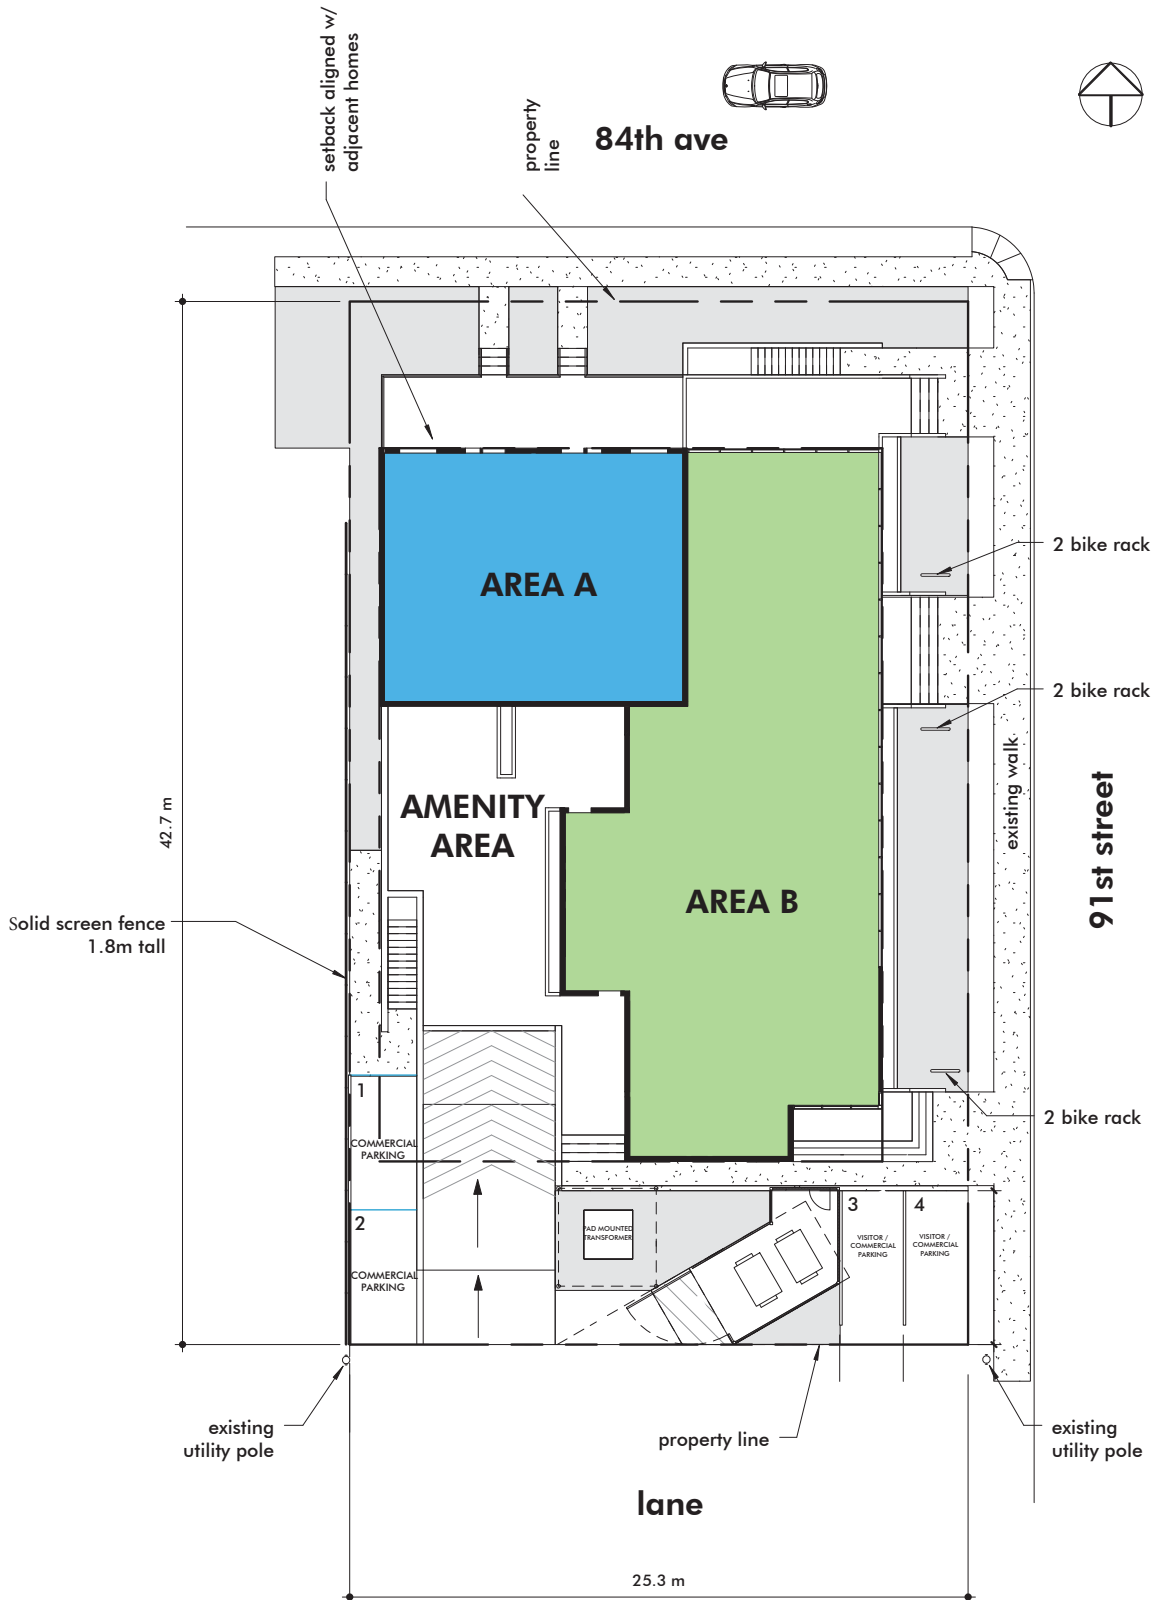 setback aligned w/
adjacent homes
property
line
84th ave
AREA A
2 bike rack
2 bike rack
existing walk
91st street
42.7 m
AMENITY
AREA
AREA B
Solid screen fence
1.8m tall
1
COMMERCIAL
PARKING
2 bike rack
2
COMMERCIAL
PARKING
PAD MOUNTED
TRANSFORMER
3
VISITOR /
COMMERCIAL
PARKING
4
VISITOR /
COMMERCIAL
PARKING
existing
utility pole
property line
existing
utility pole
lane
25.3 m